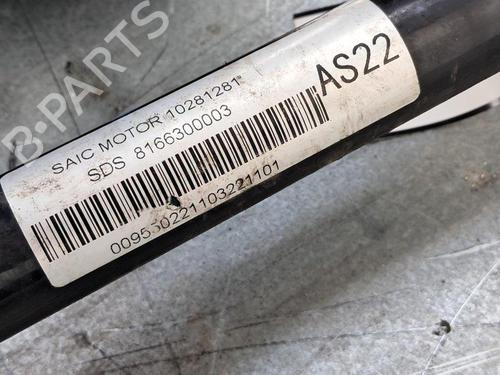 SAIC MOTOR 10281281
SDS 8166300003
AS22
009530221103221101
B-PARTS